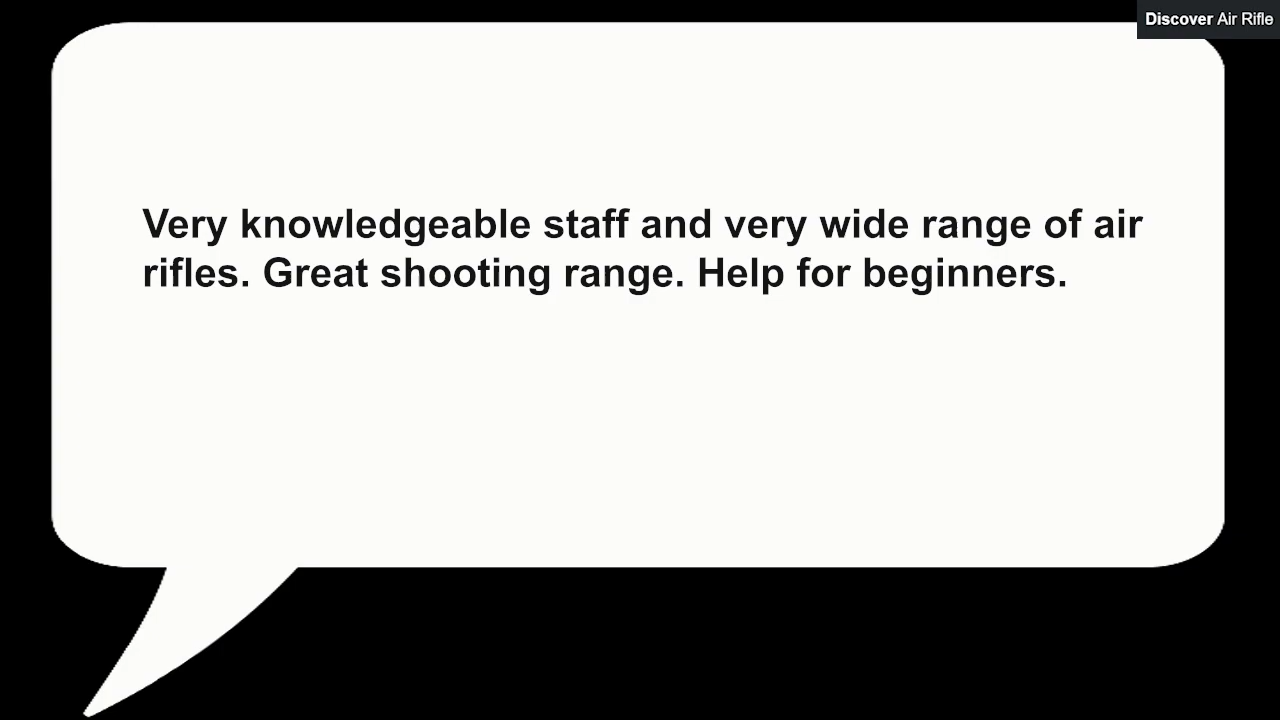 Discover Air Rifle
Very knowledgeable staff and very wide range of air
rifles. Great shooting range. Help for beginners.